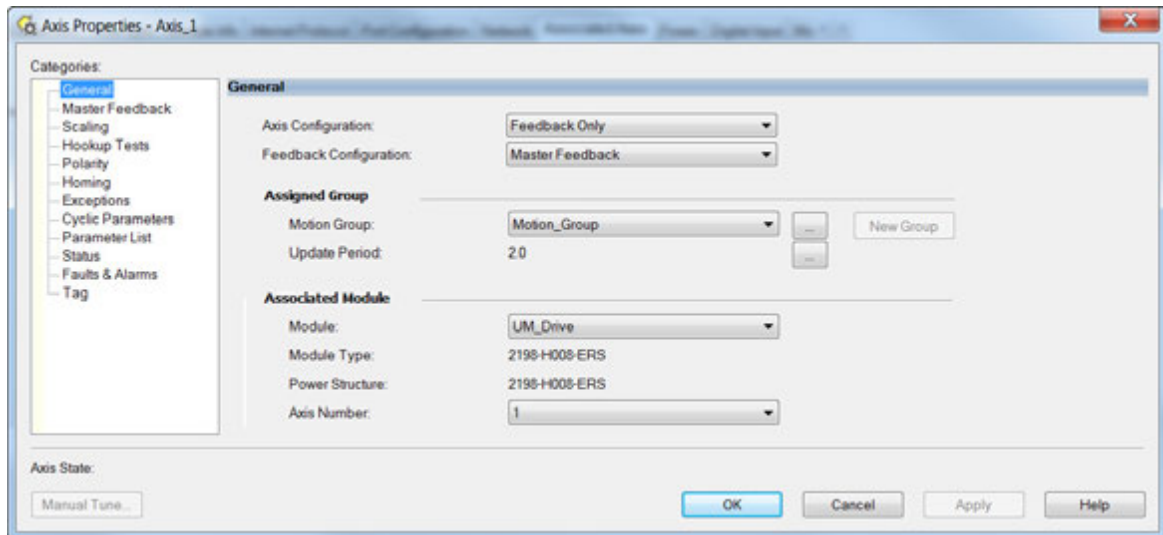 Axis Properties - Axis_1
Categories:
General
Master Feedback
Scaling
Hookup Tests
Polarity
Homing
Exceptions
Cyclic Parameters
Parameter List
Status
Faults & Alarms
Tag
General
Axis Configuration: Feedback Only
Feedback Configuration: Master Feedback
Assigned Group
Motion Group: Motion_Group ... New Group
Update Period: 2.0 ...
Associated Module
Module: UM_Drive
Module Type: 2198-H008-ERS
Power Structure: 2198-H008-ERS
Axis Number: 1
Axis State:
Manual Tune... OK Cancel Apply Help